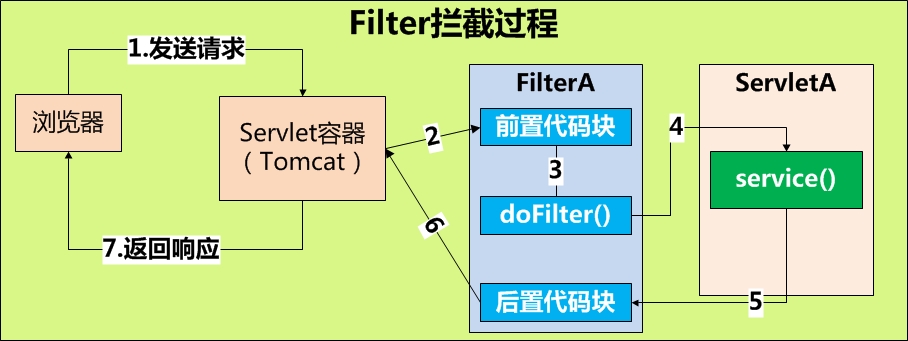 Filter拦截过程
1.发送请求
浏览器
Servlet容器
（Tomcat）
7.返回响应
2
FilterA
前置代码块
3
doFilter()
后置代码块
4
ServletA
service()
5
6